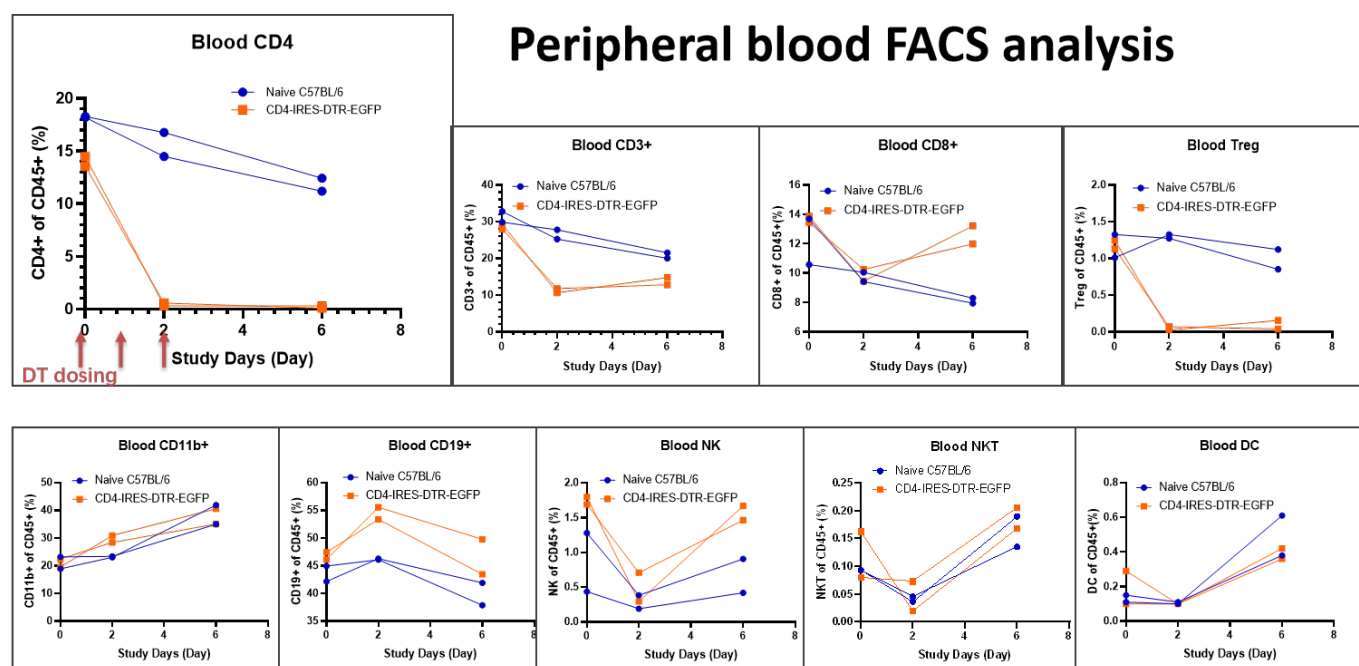 Peripheral blood FACS analysis
Blood CD4
Naive C57BL/6
CD4-IRES-DTR-EGFP
CD4+ of CD45+ (%)
20
15
10
5
0
0 2 4 6 8
Study Days (Day)
DT dosing
Blood CD3+
Naive C57BL/6
CD4-IRES-DTR-EGFP
CD3+ of CD45+ (%)
40
30
20
10
0
0 2 4 6 8
Study Days (Day)
Blood CD8+
Naive C57BL/6
CD4-IRES-DTR-EGFP
CD8+ of CD45+(%)
16
14
12
10
8
6
0 2 4 6 8
Study Days (Day)
Blood Treg
Naive C57BL/6
CD4-IRES-DTR-EGFP
Treg of CD45+ (%)
2.0
1.5
1.0
0.5
0.0
0 2 4 6 8
Study Days (Day)
Blood CD11b+
Naive C57BL/6
CD4-IRES-DTR-EGFP
CD11b+ of CD45+ (%)
50
40
30
20
10
0
0 2 4 6 8
Study Days (Day)
Blood CD19+
Naive C57BL/6
CD4-IRES-DTR-EGFP
CD19+ of CD45+ (%)
60
55
50
45
40
35
0 2 4 6 8
Study Days (Day)
Blood NK
Naive C57BL/6
CD4-IRES-DTR-EGFP
NK of CD45+ (%)
2.0
1.5
1.0
0.5
0.0
0 2 4 6 8
Study Days (Day)
Blood NKT
Naive C57BL/6
CD4-IRES-DTR-EGFP
NKT of CD45+ (%)
0.25
0.20
0.15
0.10
0.05
0.00
0 2 4 6 8
Study Days (Day)
Blood DC
Naive C57BL/6
CD4-IRES-DTR-EGFP
DC of CD45+(%)
0.8
0.6
0.4
0.2
0.0
0 2 4 6 8
Study Days (Day)